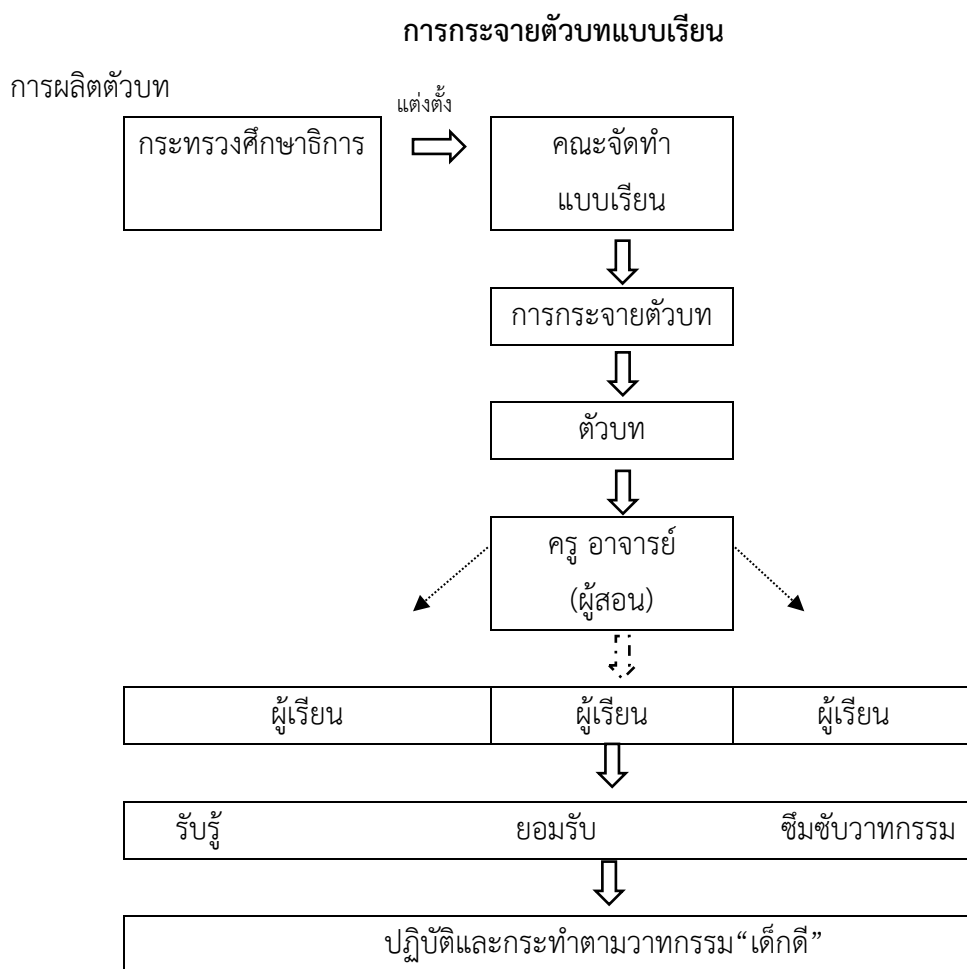 การกระจายตัวบทแบบเรียน
การผลิตตัวบท
แต่งตั้ง
กระทรวงศึกษาธิการ
คณะจัดทำ
แบบเรียน
การกระจายตัวบท
ตัวบท
ครู อาจารย์
(ผู้สอน)
ผู้เรียน ผู้เรียน ผู้เรียน
รับรู้ ยอมรับ ซึมซับวาทกรรม
ปฏิบัติและกระทำตามวาทกรรม“เด็กดี”